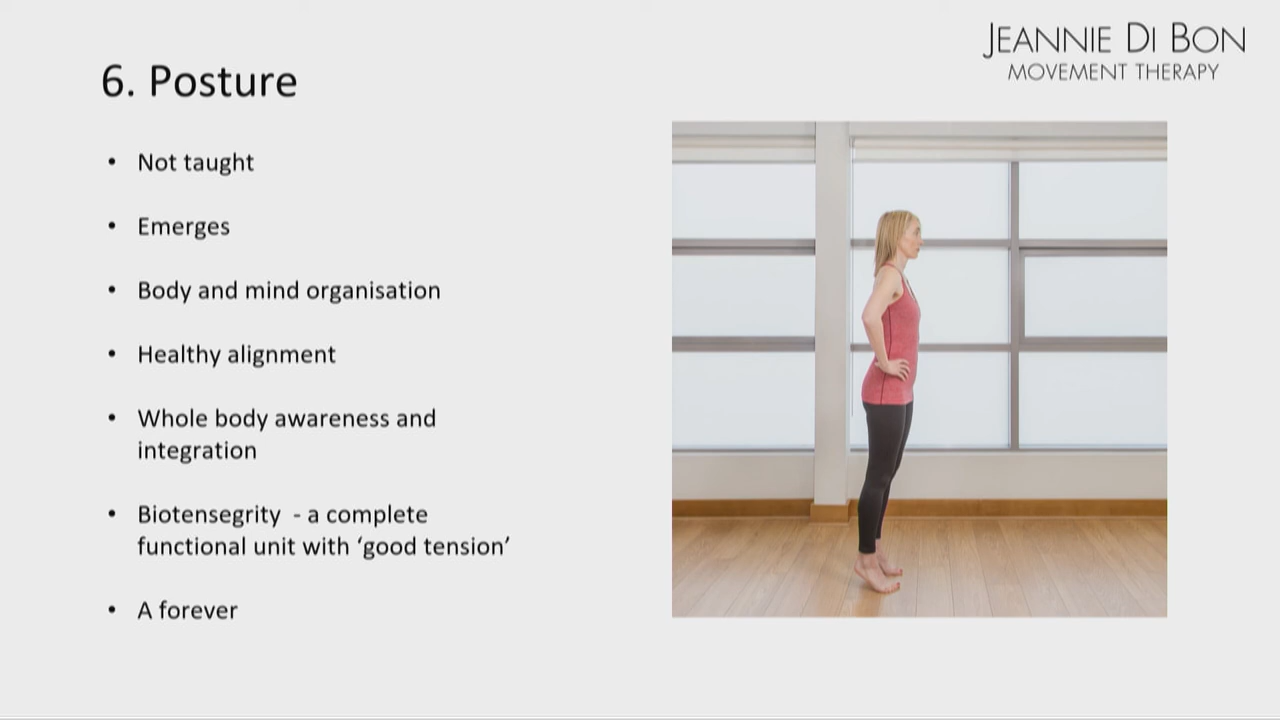 JEANNIE DI BON
MOVEMENT THERAPY
6. Posture
• Not taught
• Emerges
• Body and mind organisation
• Healthy alignment
• Whole body awareness and
integration
• Biotensegrity - a complete
functional unit with ‘good tension’
• A forever